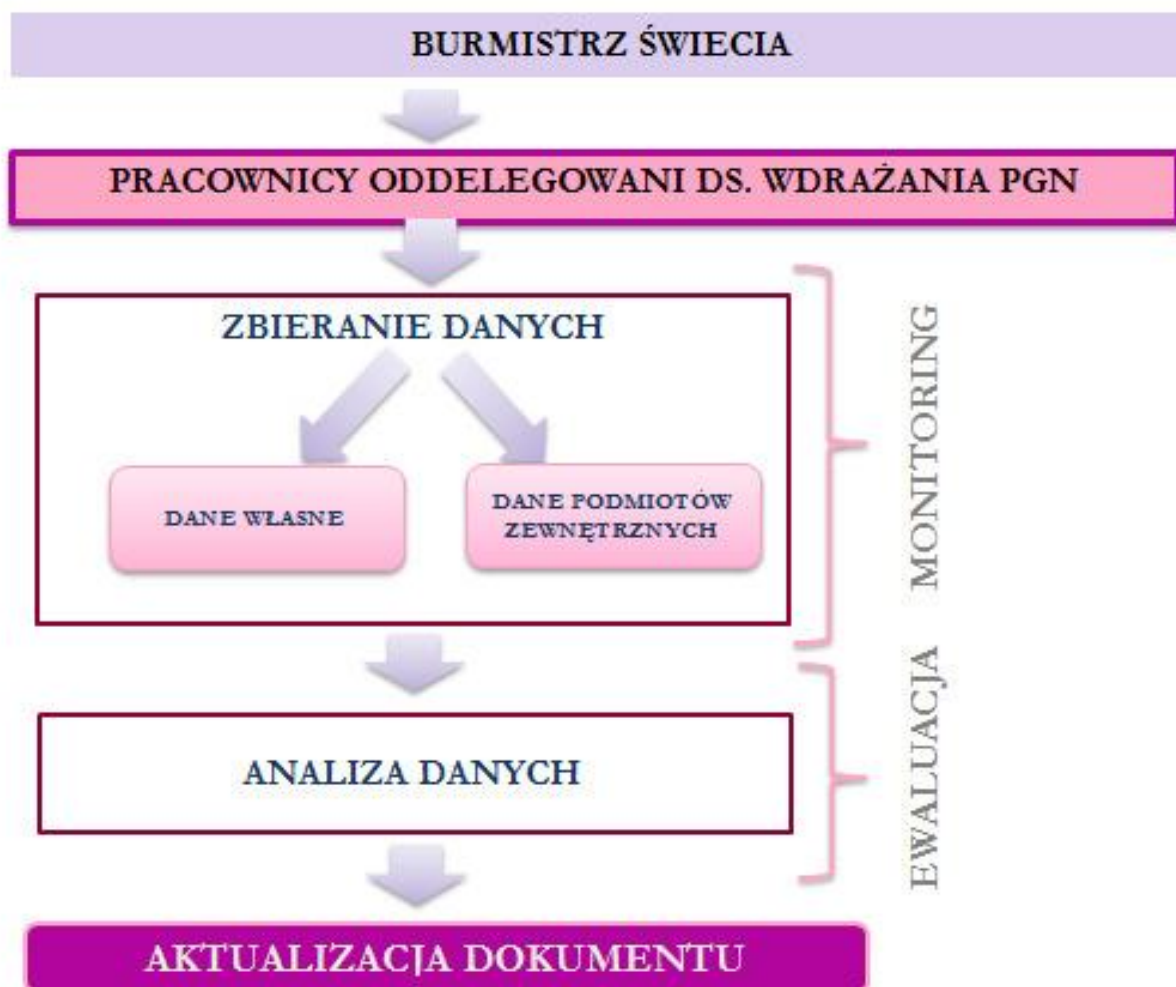 BURMISTRZ ŚWIECIA
PRACOWNICY ODDELEGOWANI DS. WDRAŻANIA PGN
ZBIERANIE DANYCH
DANE WŁASNE
DANE PODMIOTÓW
ZEWNĘTRZNYCH
MONITORING
ANALIZA DANYCH
EWALUACJA
AKTUALIZACJA DOKUMENTU